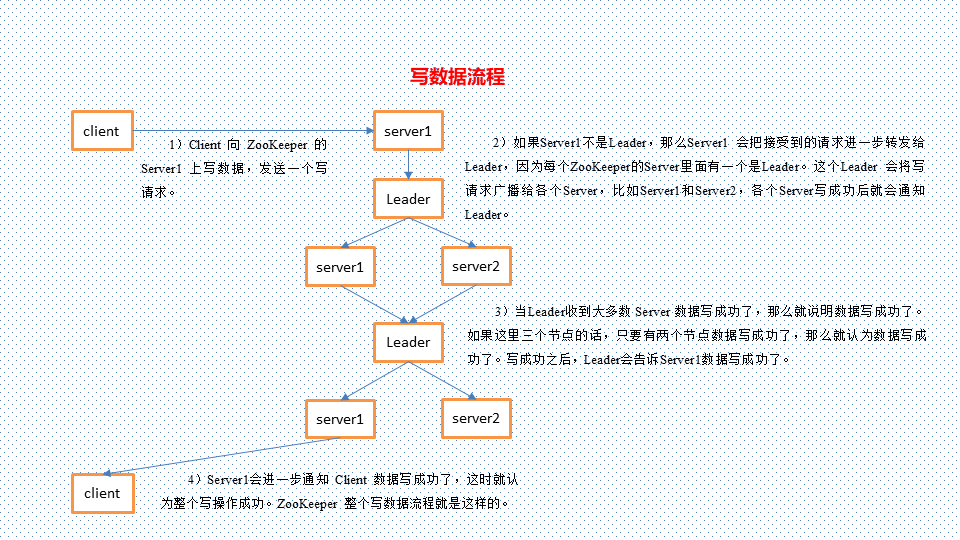 写数据流程
client
server1
1）Client 向 ZooKeeper 的
Server1 上写数据，发送一个写
请求。
2）如果Server1不是Leader，那么Server1 会把接受到的请求进一步转发给
Leader，因为每个ZooKeeper的Server里面有一个是Leader。这个Leader 会将写
请求广播给各个Server，比如Server1和Server2，各个Server写成功后就会通知
Leader。
Leader
server1
server2
3）当Leader收到大多数 Server 数据写成功了，那么就说明数据写成功了。
如果这里三个节点的话，只要有两个节点数据写成功了，那么就认为数据写成
功了。写成功之后，Leader会告诉Server1数据写成功了。
Leader
server1
server2
4）Server1会进一步通知 Client 数据写成功了，这时就认
为整个写操作成功。ZooKeeper 整个写数据流程就是这样的。
client